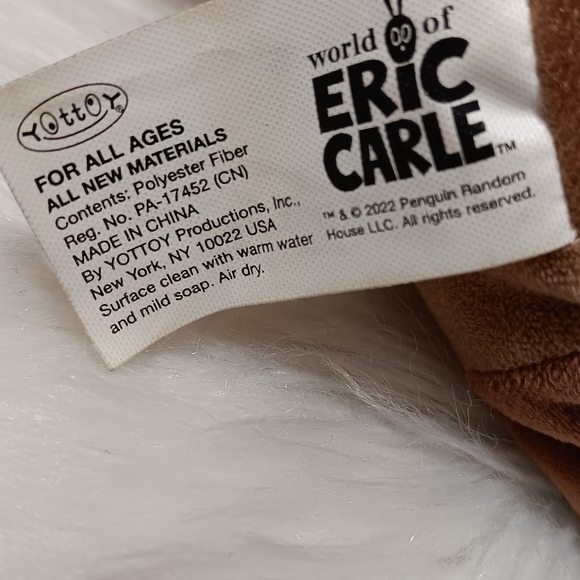 YOttOY®
FOR ALL AGES
ALL NEW MATERIALS
Contents: Polyester Fiber
Reg. No. PA-17452 (CN)
MADE IN CHINA
By YOTTOY Productions, Inc.,
New York, NY 10022 USA
Surface clean with warm water
and mild soap. Air dry.
world of
ERIC
CARLE™
™ & © 2022 Penguin Random
House LLC. All rights reserved.